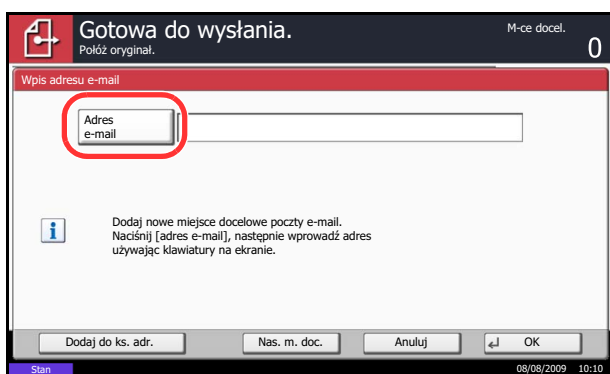 Gotowa do wysłania.
Połóż oryginał.
M-ce docel.
0
Wpis adresu e-mail
Adres
e-mail
Dodaj nowe miejsce docelowe poczty e-mail.
Naciśnij [adres e-mail], następnie wprowadź adres
używając klawiatury na ekranie.
Dodaj do ks. adr.
Nas. m. doc.
Anuluj
OK
Stan
08/08/2009 10:10